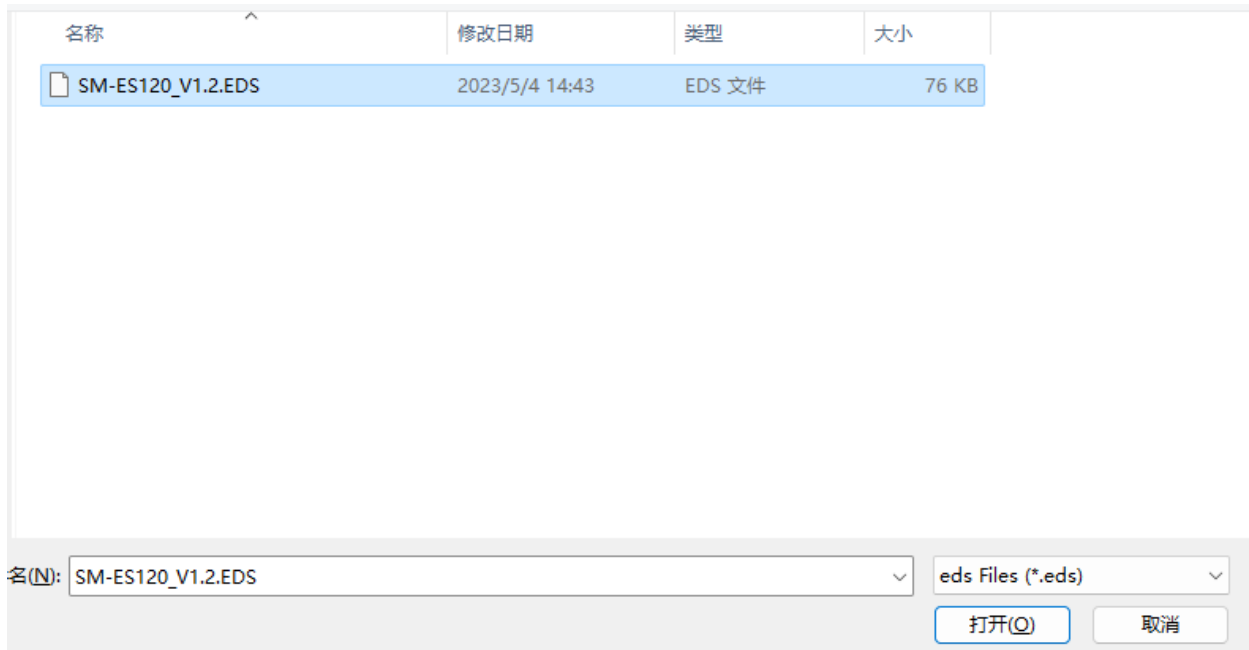 名称 修改日期 类型 大小
SM-ES120_V1.2.EDS 2023/5/4 14:43 EDS 文件 76 KB
名(N): SM-ES120_V1.2.EDS eds Files (*.eds)
打开(O) 取消